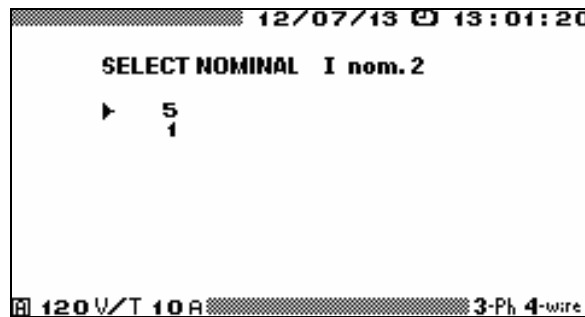 12/07/13 13:01:20
SELECT NOMINAL I nom. 2
5
1
A 120 V/T 10 A 3-Ph 4-wire